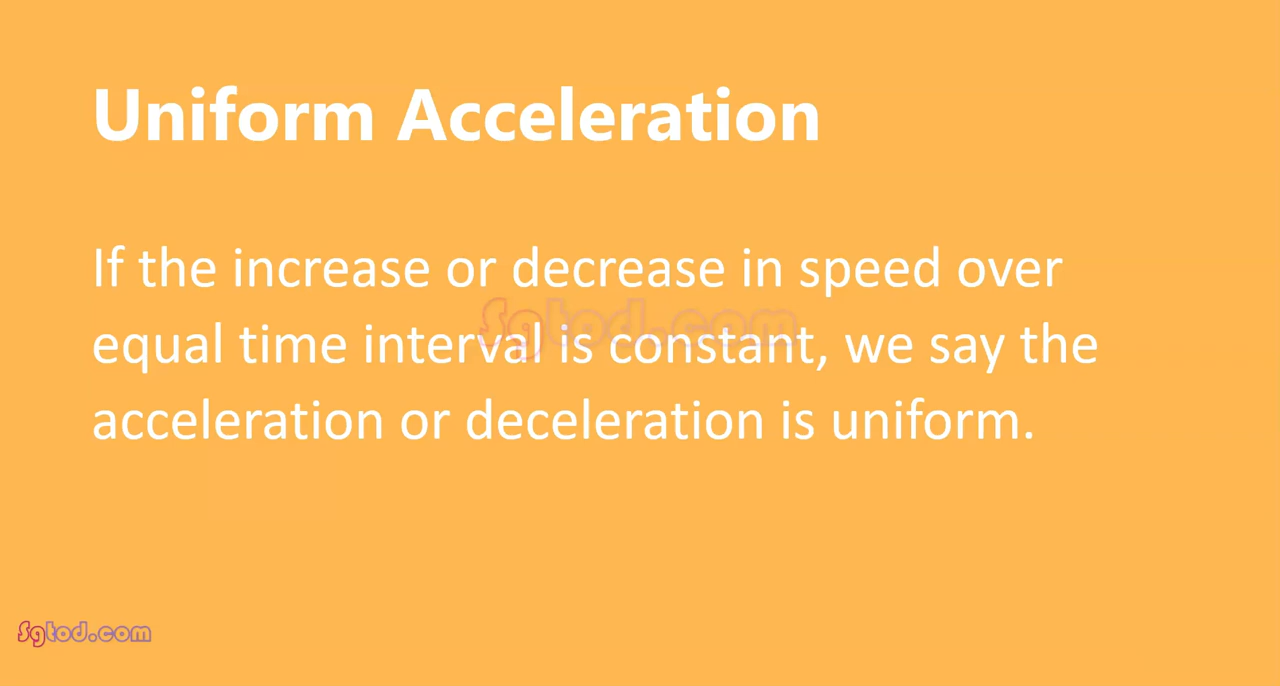 Uniform Acceleration
If the increase or decrease in speed over
equal time interval is constant, we say the
acceleration or deceleration is uniform.
Sgtod.com
Sgtod.com